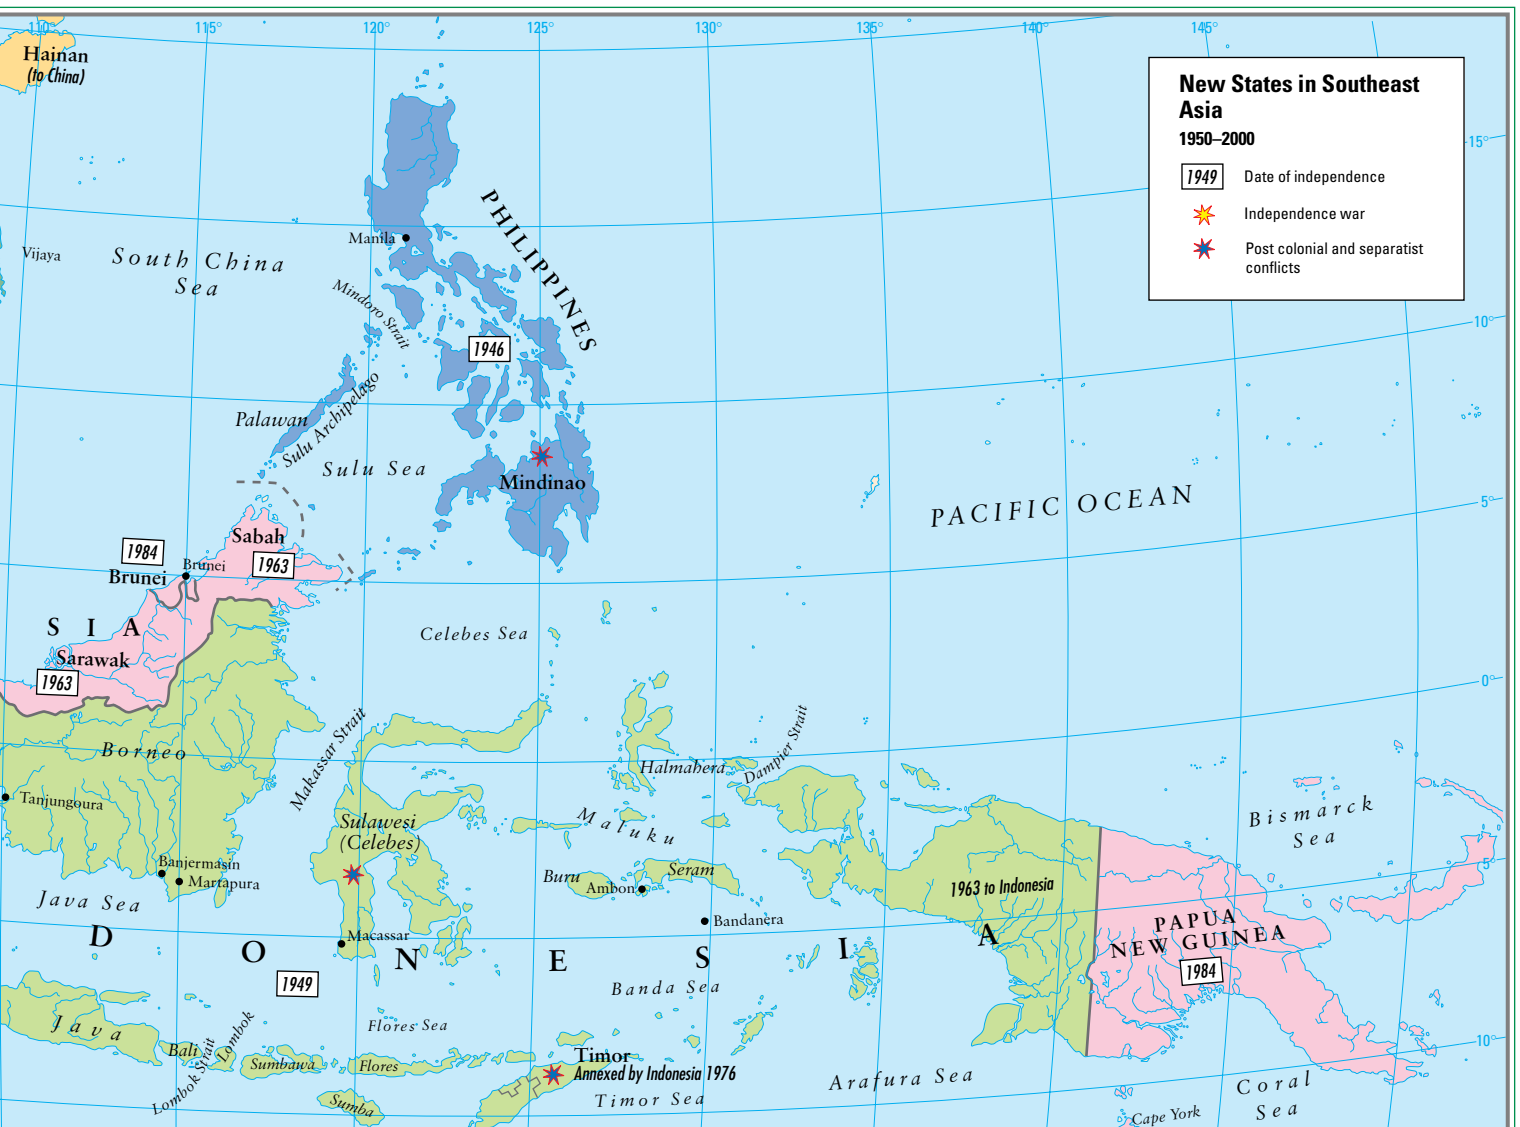 110°
115°
120°
125°
130°
135°
140°
145°
Hainan
(to China)
New States in Southeast
Asia
1950–2000
1949 Date of independence
Independence war
Post colonial and separatist
conflicts
15°
PHILIPPINES
Manila
Vijaya
South China
Sea
Mindoro Strait
1946
10°
Palawan
Sulu Archipelago
Sulu Sea
Mindinao
PACIFIC OCEAN
5°
Sabah
1984
1963
Brunei
Brunei
SIA
Celebes Sea
Sarawak
1963
0°
Makassar Strait
Borneo
Halmahera
Dampier Strait
Tanjungoura
Sulawesi
(Celebes)
Maluku
Bismarck
Sea
Banjermasin
Martapura
Buru
Seram
Ambon
5°
1963 to Indonesia
Java Sea
Macassar
Bandanera
PAPUA
NEW GUINEA
1984
DONESIA
1949
Banda Sea
Java
Flores Sea
Lombok
Bali
Lombok Strait
Sumbawa
Flores
Sumba
Timor
Annexed by Indonesia 1976
Timor Sea
Arafura Sea
10°
Coral
Sea
Cape York